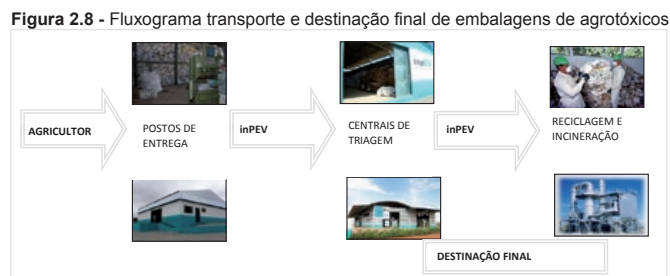 Figura 2.8 - Fluxograma transporte e destinação final de embalagens de agrotóxicos
AGRICULTOR
POSTOS DE
ENTREGA
inPEV
CENTRAIS DE
TRIAGEM
inPEV
RECICLAGEM E
INCINERAÇÃO
DESTINAÇÃO FINAL